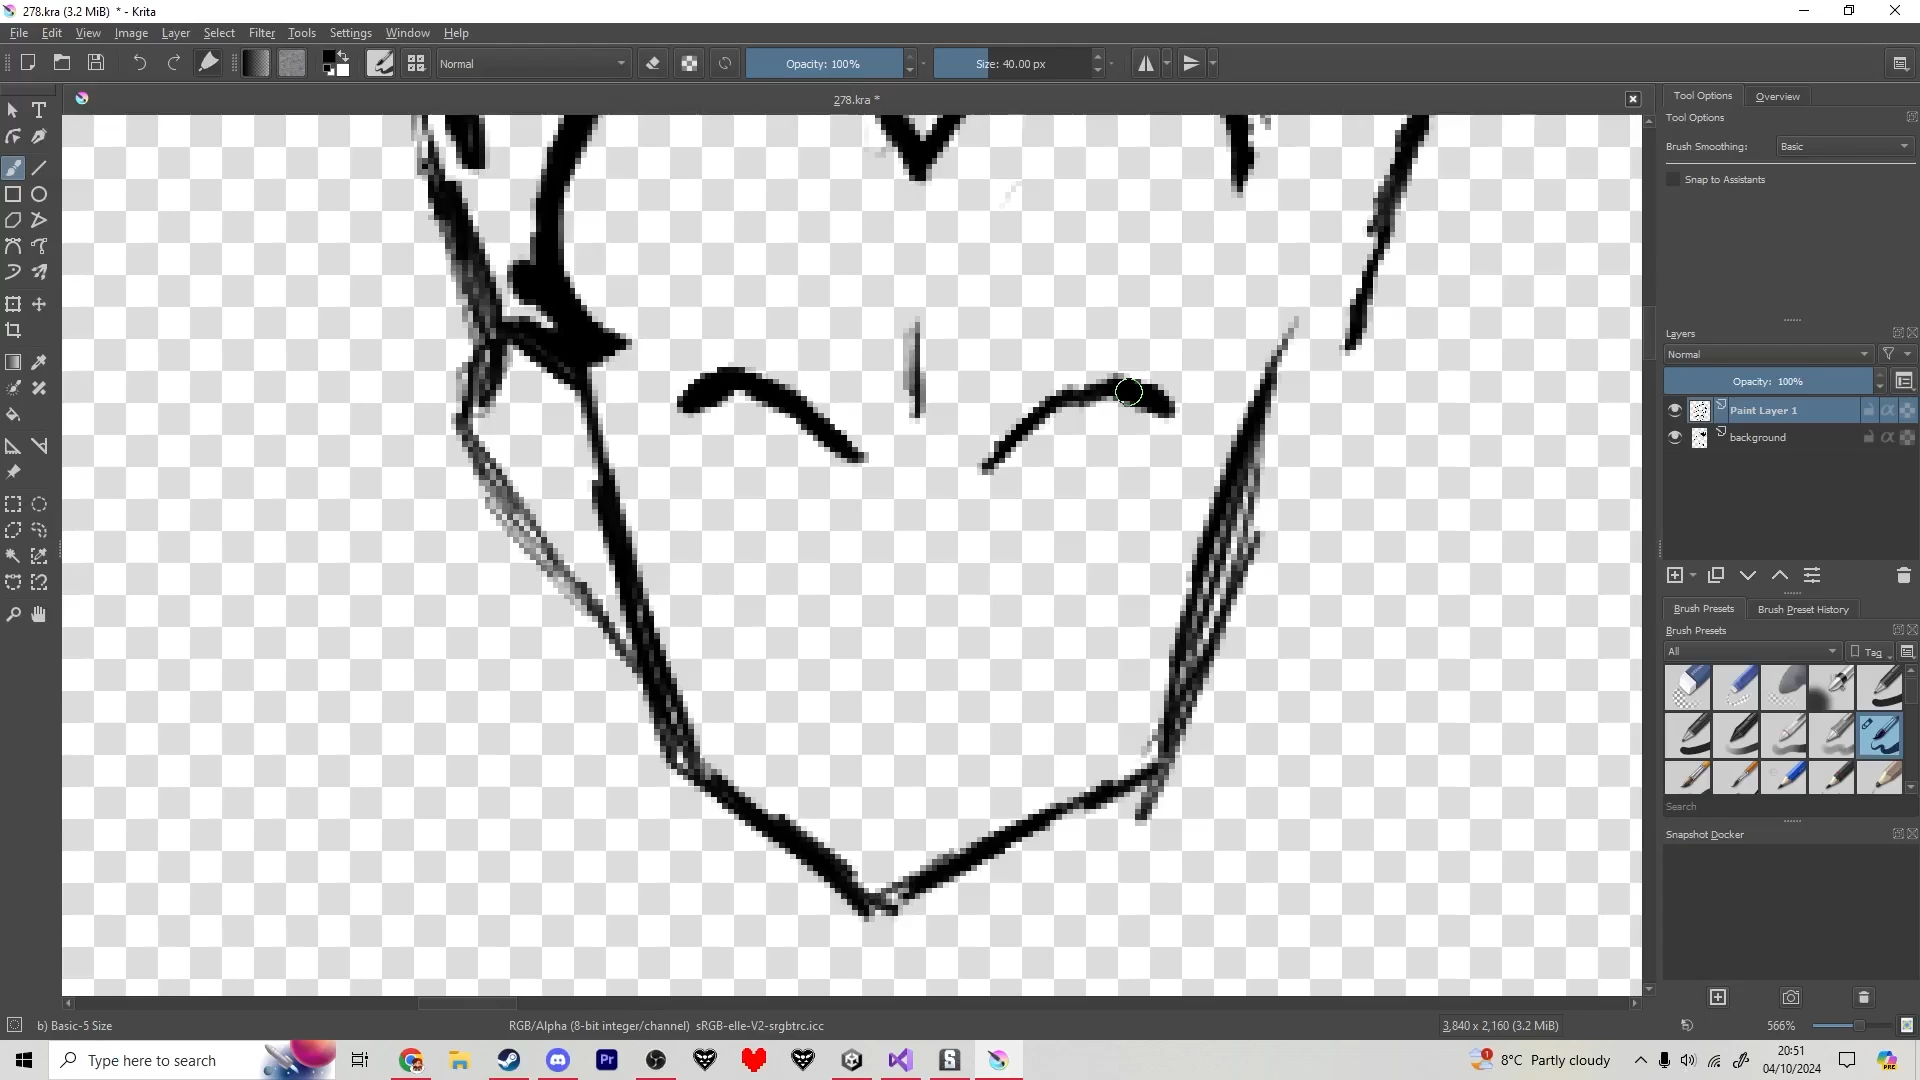 278.kra (3.2 MiB)  * - Krita
File Edit View Image Layer Select Filter Tools Settings Window Help
Normal
Opacity: 100%
Size: 40.00 px
278.kra *
Tool Options
Overview
Tool Options
Brush Smoothing:
Basic
Snap to Assistants
Layers
Normal
Opacity:  100%
Paint Layer 1
background
Brush Presets
Brush Preset History
Brush Presets
All
Tag
Search
Snapshot Docker
b) Basic-5 Size
RGB/Alpha (8-bit integer/channel)  sRGB-elle-V2-srgbtrc.icc
3,840 x 2,160 (3.2 MiB)
566%
Type here to search
Pr
S
1
8°C  Partly cloudy
20:51
04/10/2024
PRE